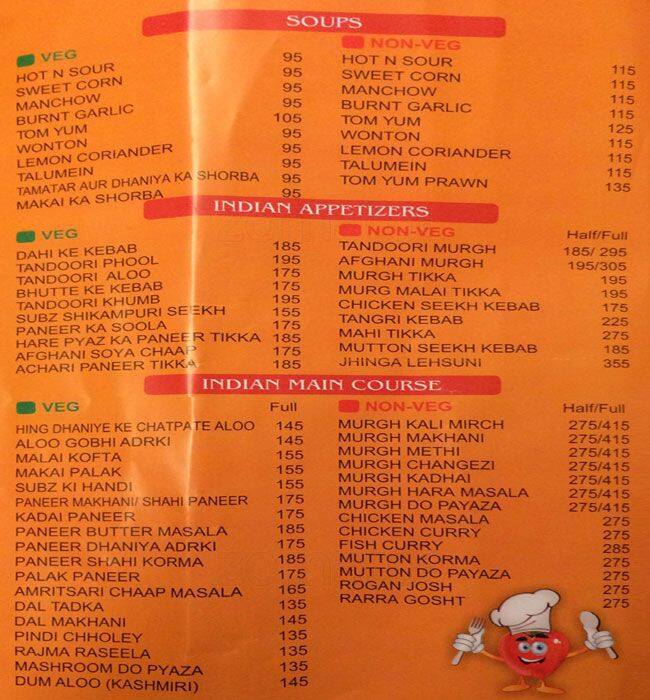 SOUPS
VEG
HOT N SOUR 95
SWEET CORN 95
MANCHOW 95
BURNT GARLIC 95
TOM YUM 105
WONTON 95
LEMON CORIANDER 95
TALUMEIN 95
TAMATAR AUR DHANIYA KA SHORBA 95
MAKAI KA SHORBA 95
NON-VEG
HOT N SOUR 115
SWEET CORN 115
MANCHOW 115
BURNT GARLIC 115
TOM YUM 125
WONTON 115
LEMON CORIANDER 115
TALUMEIN 115
TOM YUM PRAWN 135
INDIAN APPETIZERS
VEG
DAHI KE KEBAB 185
TANDOORI PHOOL 195
TANDOORI ALOO 175
BHUTTE KE KEBAB 175
TANDOORI KHUMB 195
SUBZ SHIKAMPURI SEEKH 155
PANEER KA SOOLA 175
HARE PYAZ KA PANEER TIKKA 185
AFGHANI SOYA CHAAP 175
ACHARI PANEER TIKKA 185
NON-VEG Half/Full
TANDOORI MURGH 185/ 295
AFGHANI MURGH 195/305
MURGH TIKKA 195
MURG MALAI TIKKA 195
CHICKEN SEEKH KEBAB 175
TANGRI KEBAB 225
MAHI TIKKA 275
MUTTON SEEKH KEBAB 185
JHINGA LEHSUNI 355
INDIAN MAIN COURSE
VEG Full
HING DHANIYE KE CHATPATE ALOO 145
ALOO GOBHI ADRKI 145
MALAI KOFTA 155
MAKAI PALAK 155
SUBZ KI HANDI 155
PANEER MAKHANI/ SHAHI PANEER 175
KADAI PANEER 175
PANEER BUTTER MASALA 185
PANEER DHANIYA ADRKI 175
PANEER SHAHI KORMA 185
PALAK PANEER 175
AMRITSARI CHAAP MASALA 165
DAL TADKA 135
DAL MAKHANI 145
PINDI CHHOLEY 135
RAJMA RASEELA 135
MASHROOM DO PYAZA 135
DUM ALOO (KASHMIRI) 145
NON-VEG Half/Full
MURGH KALI MIRCH 275/415
MURGH MAKHANI 275/415
MURGH METHI 275/415
MURGH CHANGEZI 275/415
MURGH KADHAI 275/415
MURGH HARA MASALA 275/415
MURGH DO PAYAZA 275/415
CHICKEN MASALA 275
CHICKEN CURRY 275
FISH CURRY 285
MUTTON KORMA 275
MUTTON DO PAYAZA 275
ROGAN JOSH 275
RARRA GOSHT 275